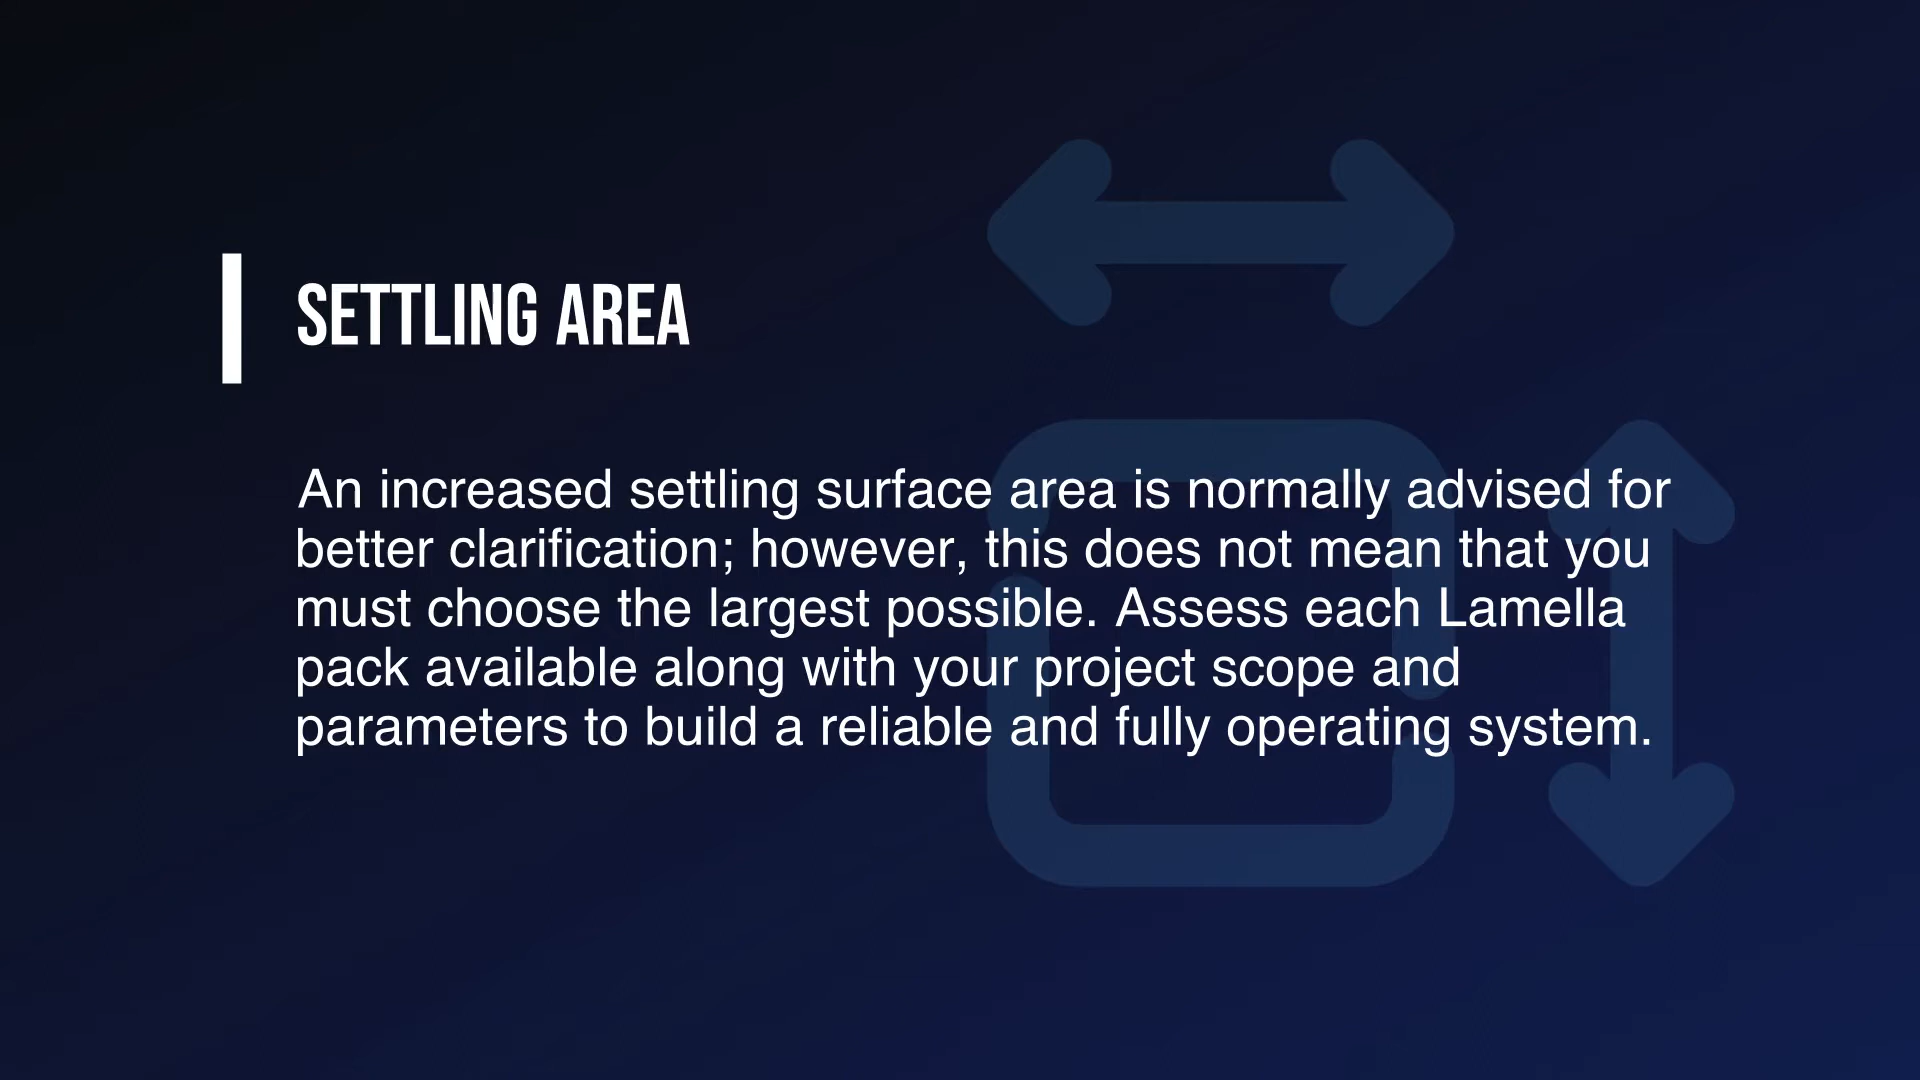 SETTLING AREA
An increased settling surface area is normally advised for
better clarification; however, this does not mean that you
must choose the largest possible. Assess each Lamella
pack available along with your project scope and
parameters to build a reliable and fully operating system.